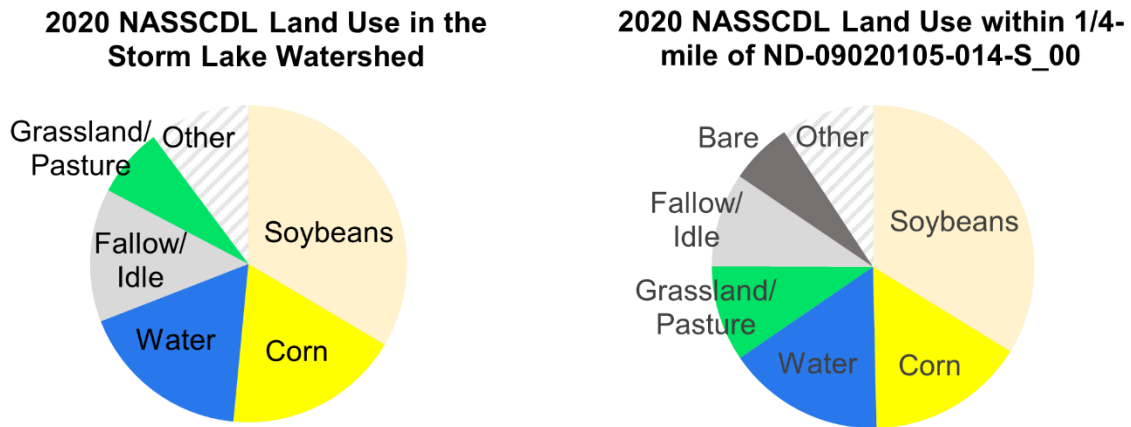 2020 NASSCDL Land Use in the
Storm Lake Watershed
Grassland/
Pasture
Other
Soybeans
Fallow/
Idle
Water
Corn
2020 NASSCDL Land Use within 1/4-
mile of ND-09020105-014-S_00
Bare
Other
Fallow/
Idle
Soybeans
Grassland/
Pasture
Water
Corn